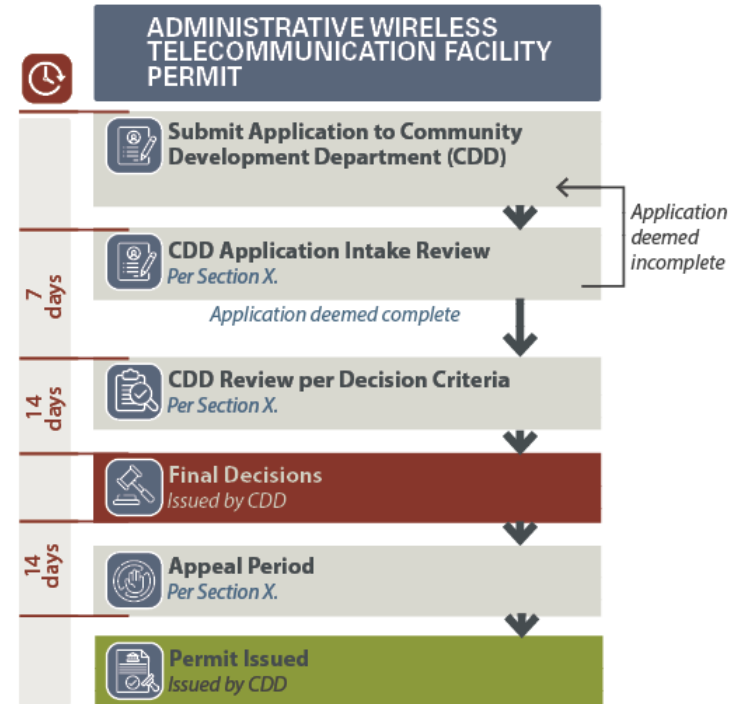 ADMINISTRATIVE WIRELESS
TELECOMMUNICATION FACILITY
PERMIT
Submit Application to Community
Development Department (CDD)
Application
deemed
incomplete
CDD Application Intake Review
Per Section X.
7
days
Application deemed complete
CDD Review per Decision Criteria
Per Section X.
14
days
Final Decisions
Issued by CDD
14
days
Appeal Period
Per Section X.
Permit Issued
Issued by CDD